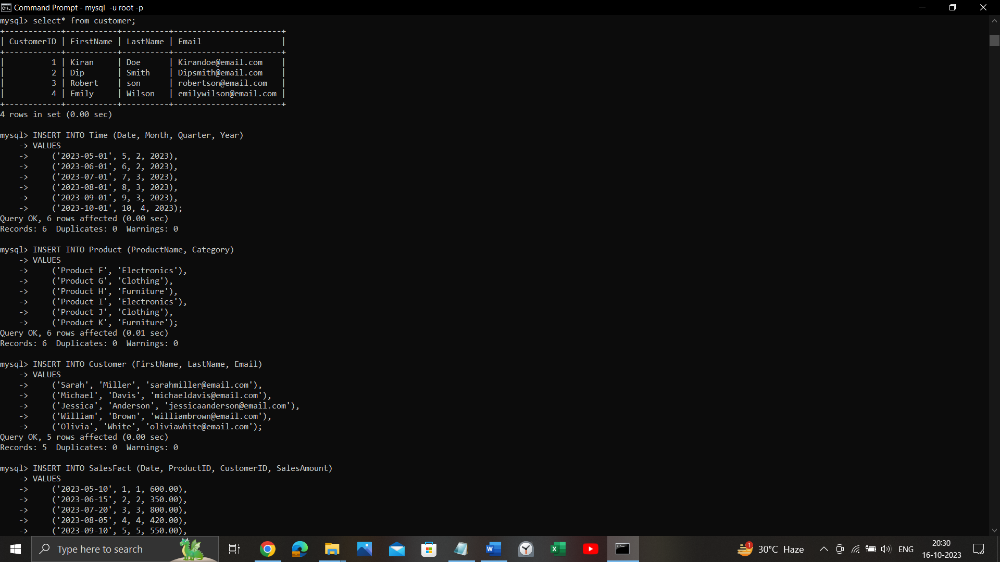 Command Prompt - mysql  -u root -p
mysql> select* from customer;
+------------+-----------+----------+-----------------------+
| CustomerID | FirstName | LastName | Email                 |
+------------+-----------+----------+-----------------------+
|          1 | Kiran     | Doe      | Kirandoe@email.com    |
|          2 | Dip       | Smith    | Dipsmith@email.com    |
|          3 | Robert    | son      | robertson@email.com   |
|          4 | Emily     | Wilson   | emilywilson@email.com |
+------------+-----------+----------+-----------------------+
4 rows in set (0.00 sec)

mysql> INSERT INTO Time (Date, Month, Quarter, Year)
    -> VALUES
    ->     ('2023-05-01', 5, 2, 2023),
    ->     ('2023-06-01', 6, 2, 2023),
    ->     ('2023-07-01', 7, 3, 2023),
    ->     ('2023-08-01', 8, 3, 2023),
    ->     ('2023-09-01', 9, 3, 2023),
    ->     ('2023-10-01', 10, 4, 2023);
Query OK, 6 rows affected (0.00 sec)
Records: 6  Duplicates: 0  Warnings: 0

mysql> INSERT INTO Product (ProductName, Category)
    -> VALUES
    ->     ('Product F', 'Electronics'),
    ->     ('Product G', 'Clothing'),
    ->     ('Product H', 'Furniture'),
    ->     ('Product I', 'Electronics'),
    ->     ('Product J', 'Clothing'),
    ->     ('Product K', 'Furniture');
Query OK, 6 rows affected (0.01 sec)
Records: 6  Duplicates: 0  Warnings: 0

mysql> INSERT INTO Customer (FirstName, LastName, Email)
    -> VALUES
    ->     ('Sarah', 'Miller', 'sarahmiller@email.com'),
    ->     ('Michael', 'Davis', 'michaeldavis@email.com'),
    ->     ('Jessica', 'Anderson', 'jessicaanderson@email.com'),
    ->     ('William', 'Brown', 'williambrown@email.com'),
    ->     ('Olivia', 'White', 'oliviawhite@email.com');
Query OK, 5 rows affected (0.00 sec)
Records: 5  Duplicates: 0  Warnings: 0

mysql> INSERT INTO SalesFact (Date, ProductID, CustomerID, SalesAmount)
    -> VALUES
    ->     ('2023-05-10', 1, 1, 600.00),
    ->     ('2023-06-15', 2, 2, 350.00),
    ->     ('2023-07-20', 3, 3, 800.00),
    ->     ('2023-08-05', 4, 4, 420.00),
    ->     ('2023-09-10', 5, 5, 550.00),
Type here to search
1
30°C  Haze
ENG
20:30
16-10-2023